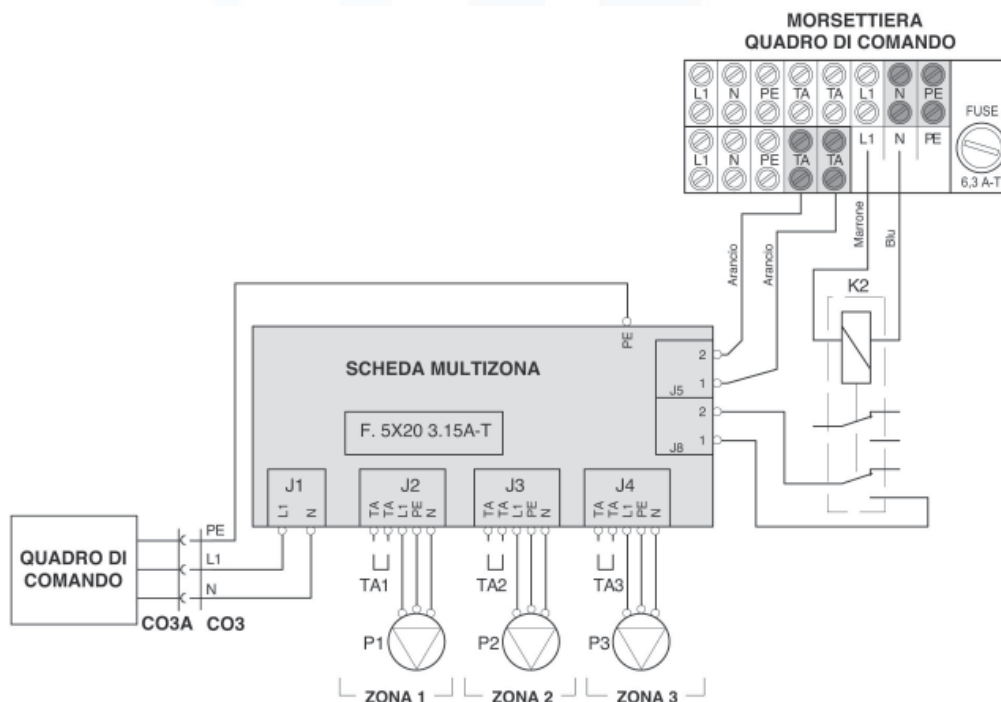 MORSETTIERA
QUADRO DI COMANDO
L1 N PE TA TA L1 N PE
FUSE
L1 N PE TA TA L1 N PE
6,3 A-T
Arancio
Arancio
Marrone
Blu
K2
PE
SCHEDA MULTIZONA
2
1
J5
F. 5X20 3.15A-T
2
1
J8
J1
L1 N
J2
TA TA L1 PE N
J3
TA TA L1 PE N
J4
TA TA L1 PE N
QUADRO DI
COMANDO
PE
L1
N
CO3A CO3
TA1
TA2
TA3
P1
P2
P3
ZONA 1
ZONA 2
ZONA 3